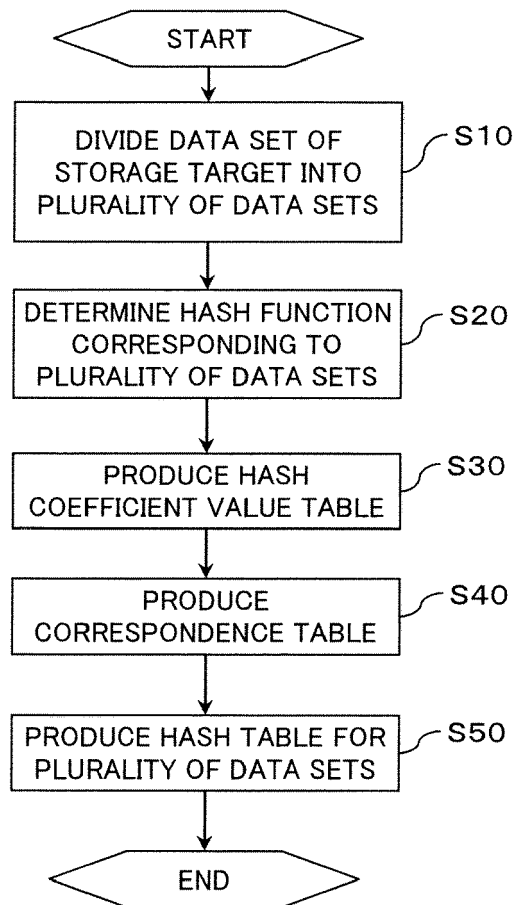 START
DIVIDE DATA SET OF
STORAGE TARGET INTO
PLURALITY OF DATA SETS
S10
DETERMINE HASH FUNCTION
CORRESPONDING TO
PLURALITY OF DATA SETS
S20
PRODUCE HASH
COEFFICIENT VALUE TABLE
S30
PRODUCE
CORRESPONDENCE TABLE
S40
PRODUCE HASH TABLE FOR
PLURALITY OF DATA SETS
S50
END